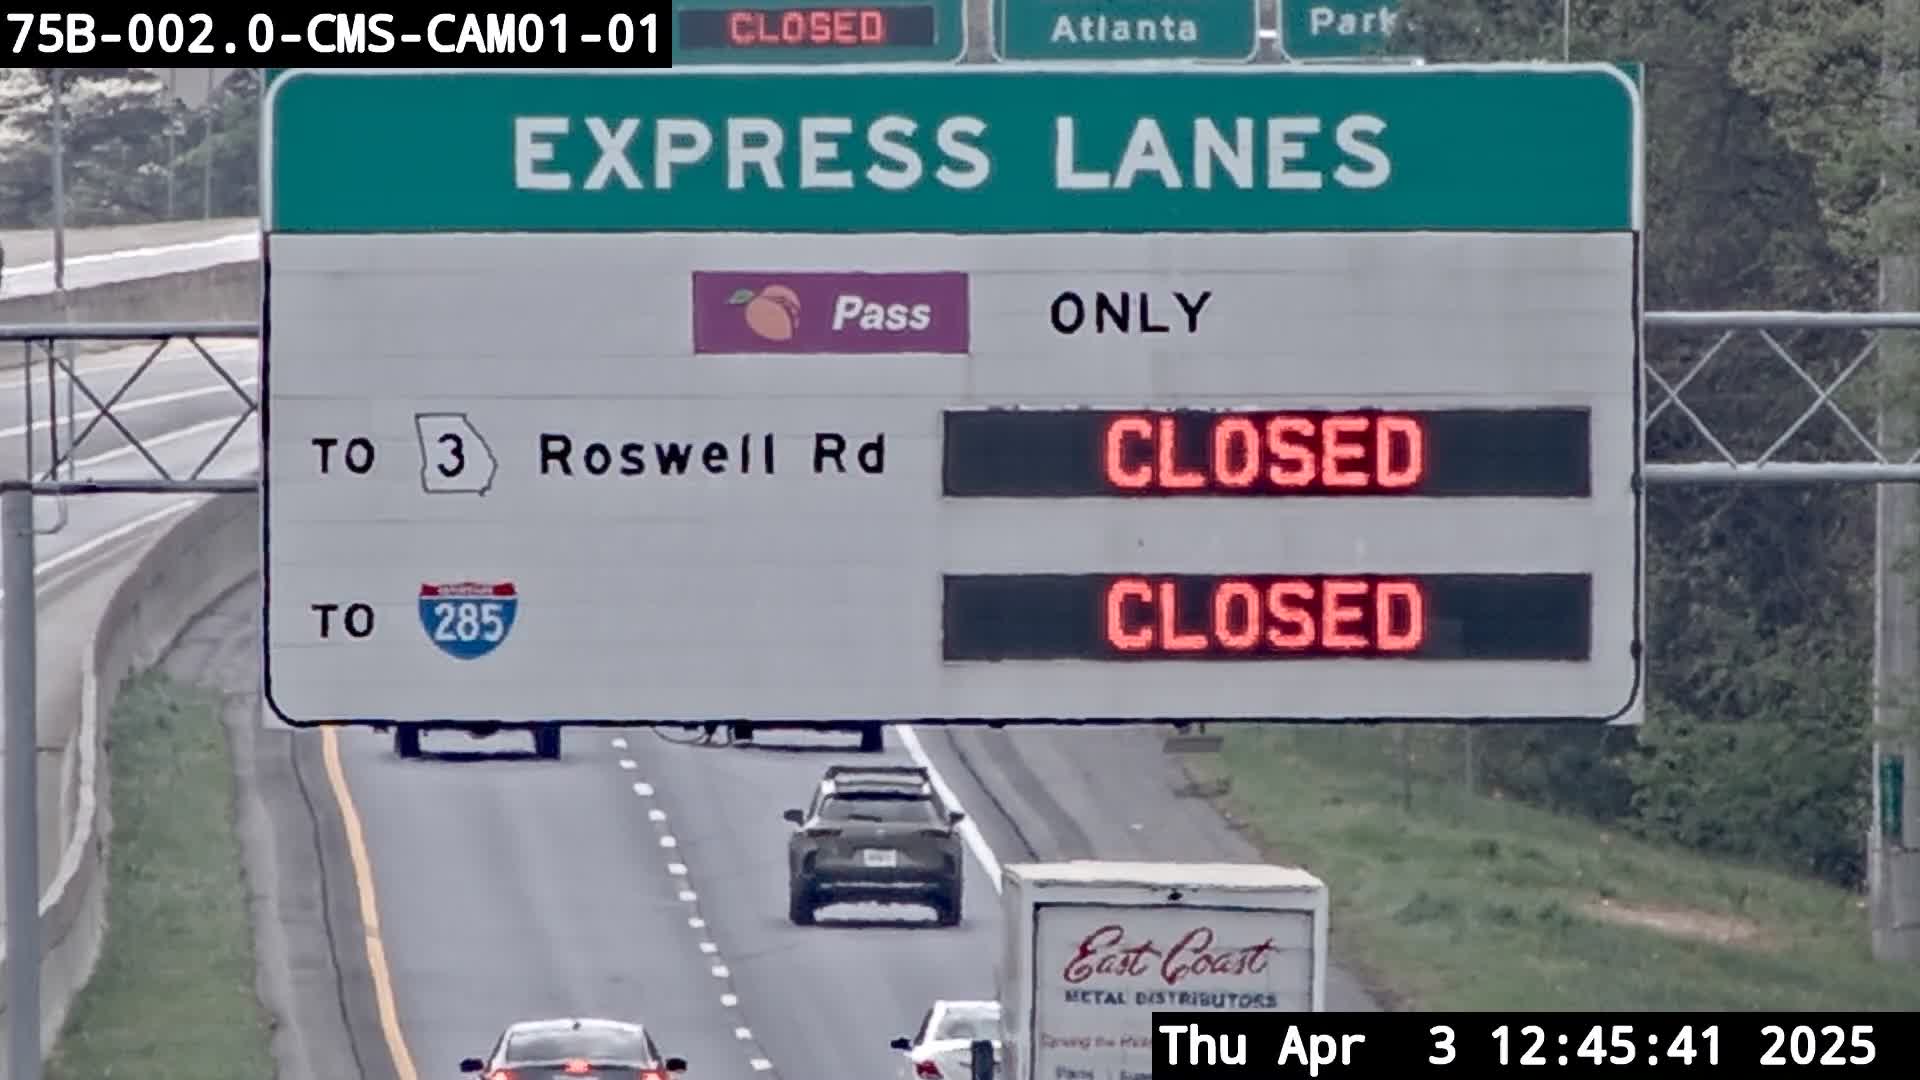 75B-002.0-CMS-CAM01-01
CLOSED
Atlanta
Park
EXPRESS LANES
Pass ONLY
TO 3 Roswell Rd CLOSED
TO 285 CLOSED
East Coast
METAL DISTRIBUTORS
Thu Apr 3 12:45:41 2025